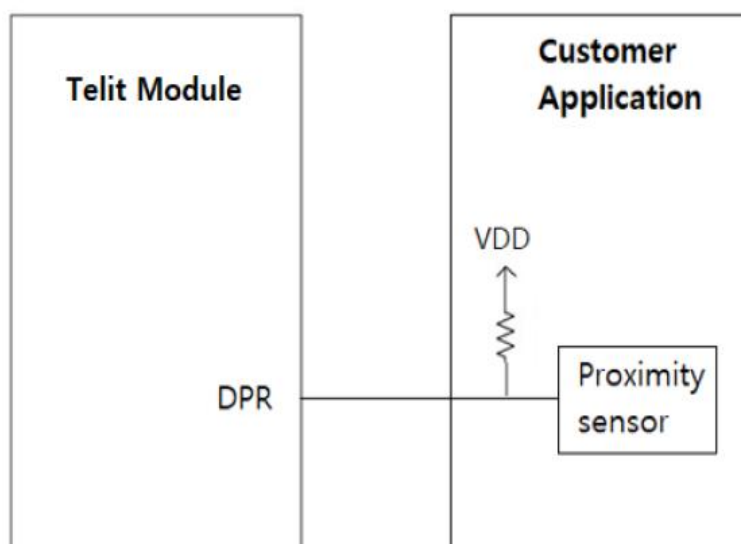 Telit Module
Customer
Application
VDD
DPR
Proximity
sensor